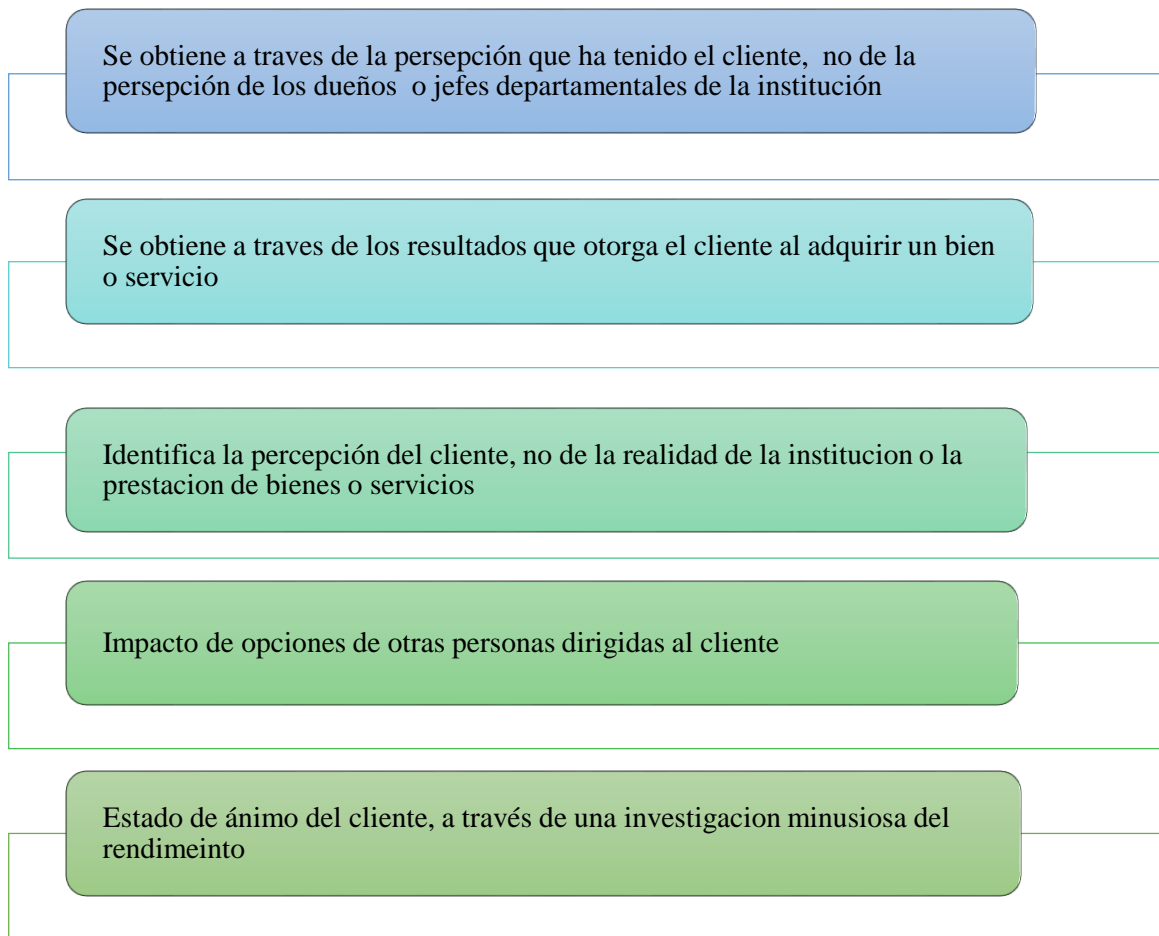 Se obtiene a traves de la persepción que ha tenido el cliente, no de la
persepción de los dueños o jefes departamentales de la institución
Se obtiene a traves de los resultados que otorga el cliente al adquirir un bien
o servicio
Identifica la percepción del cliente, no de la realidad de la institucion o la
prestacion de bienes o servicios
Impacto de opciones de otras personas dirigidas al cliente
Estado de ánimo del cliente, a través de una investigacion minusiosa del
rendimeinto